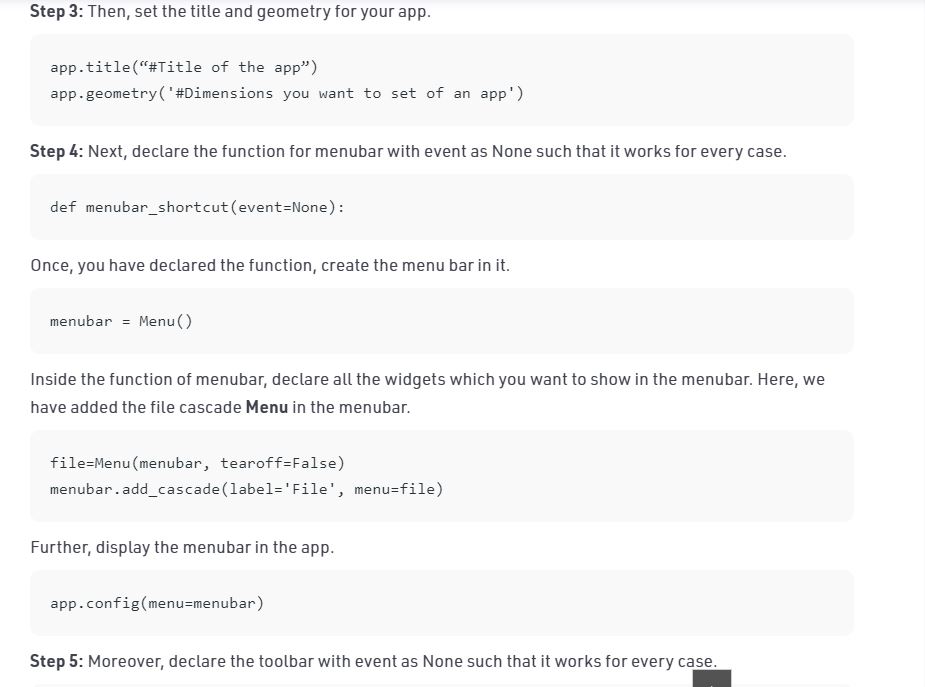 Step 3: Then, set the title and geometry for your app.
app.title(“#Title of the app”)
app.geometry('#Dimensions you want to set of an app')
Step 4: Next, declare the function for menubar with event as None such that it works for every case.
def menubar_shortcut(event=None):
Once, you have declared the function, create the menu bar in it.
menubar = Menu()
Inside the function of menubar, declare all the widgets which you want to show in the menubar. Here, we
have added the file cascade Menu in the menubar.
file=Menu(menubar, tearoff=False)
menubar.add_cascade(label='File', menu=file)
Further, display the menubar in the app.
app.config(menu=menubar)
Step 5: Moreover, declare the toolbar with event as None such that it works for every case.